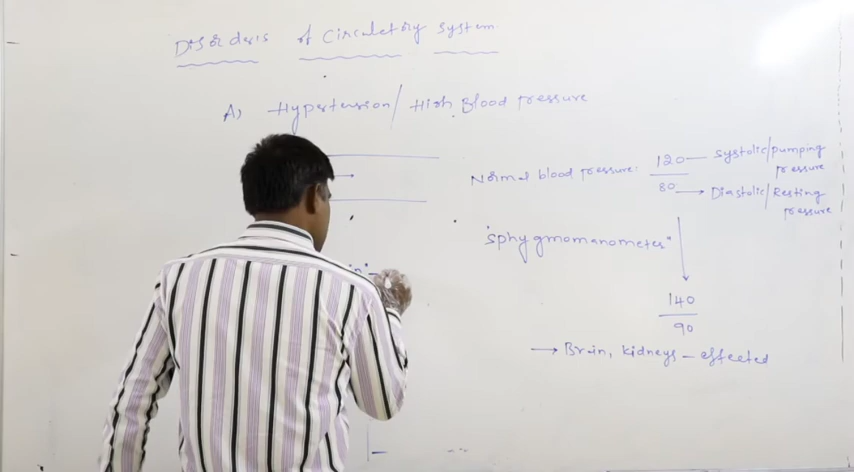 Disorders of Circulatory system
A) Hypertension/High Blood pressure
Normal blood pressure: 120 — systolic/pumping pressure
80 → Diastolic/Resting pressure
"Sphygmomanometer"
140
90
→ Brain, kidneys - effected